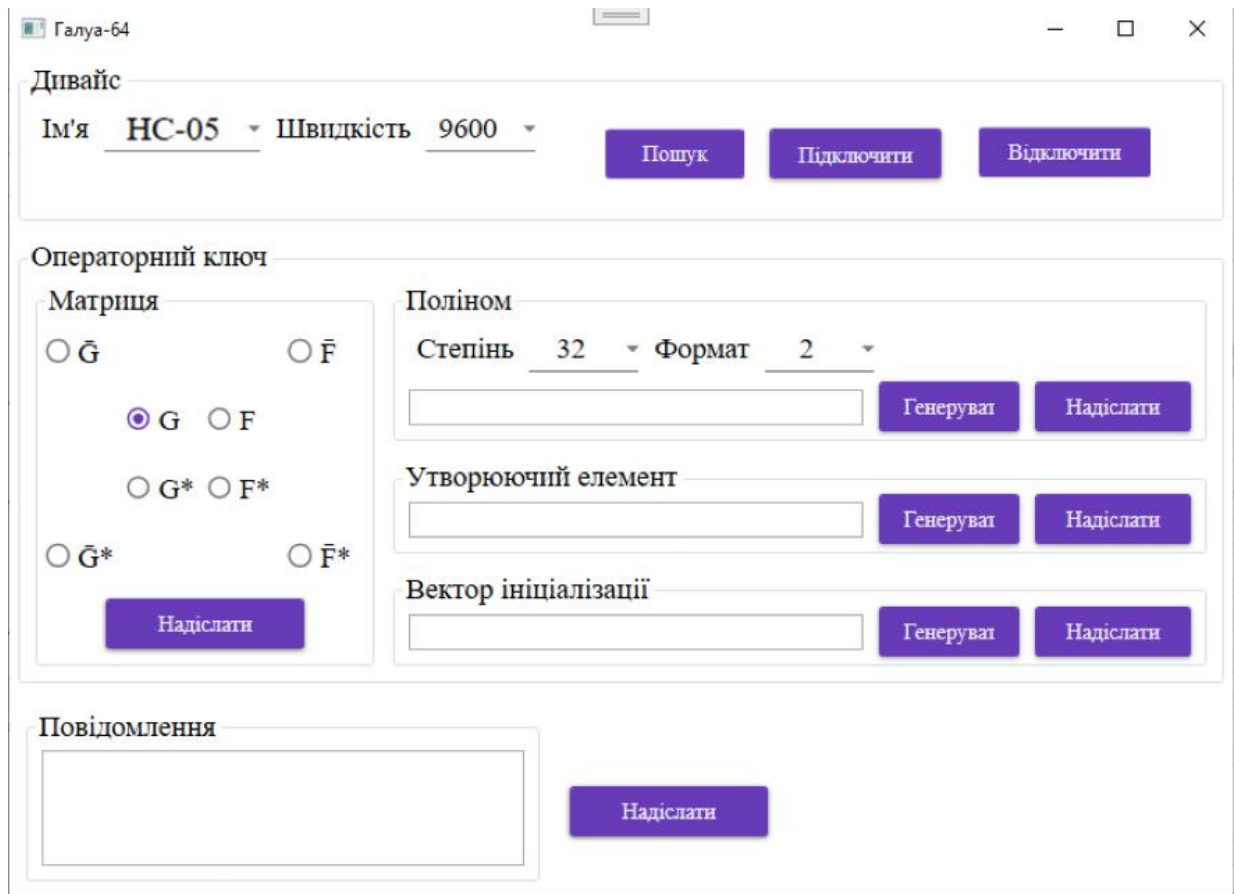 Галуа-64
Дивайс
Ім'я HC-05 Швидкість 9600 Пошук Підключити Відключити
Операторний ключ
Матриця
Ḡ F̄
G F
G* F*
Ḡ* F̄*
Надіслати
Поліном
Степінь 32 Формат 2
Генеруват Надіслати
Утворюючий елемент
Генеруват Надіслати
Вектор ініціалізації
Генеруват Надіслати
Повідомлення
Надіслати